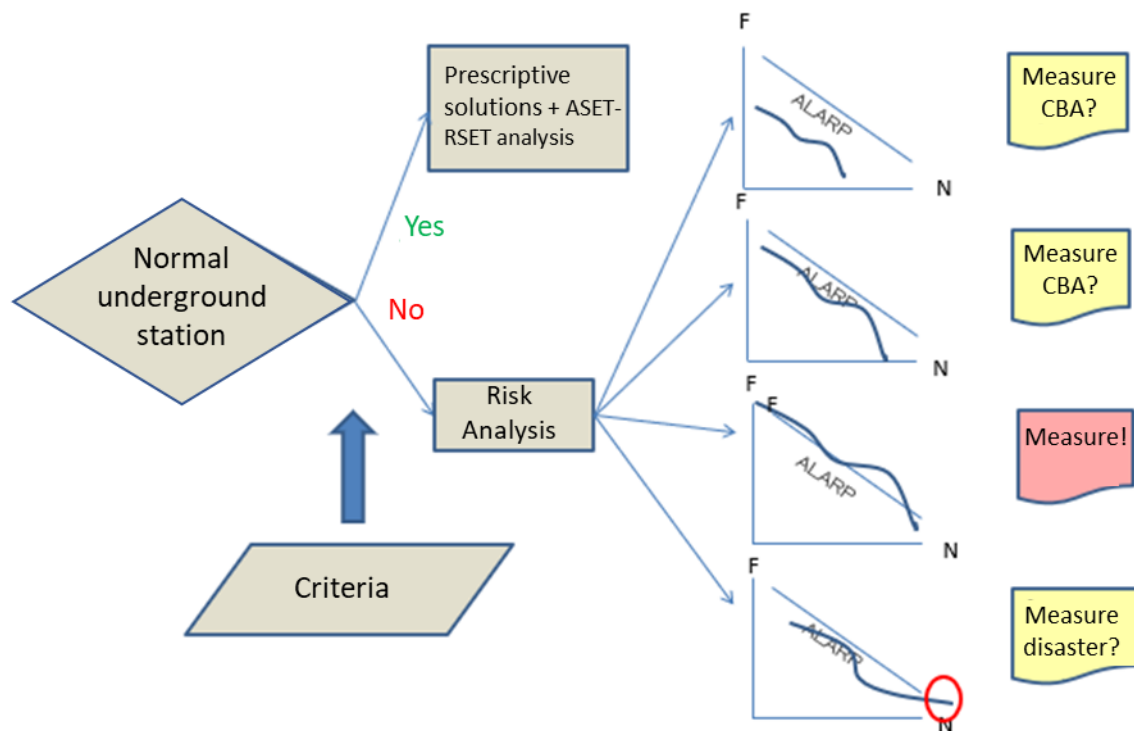 Normal
underground
station
Criteria
Yes
No
Prescriptive
solutions + ASET-
RSET analysis
Risk
Analysis
F
ALARP
N
Measure
CBA?
F
ALARP
N
Measure
CBA?
F
F
ALARP
N
Measure!
F
ALARP
N
Measure
disaster?